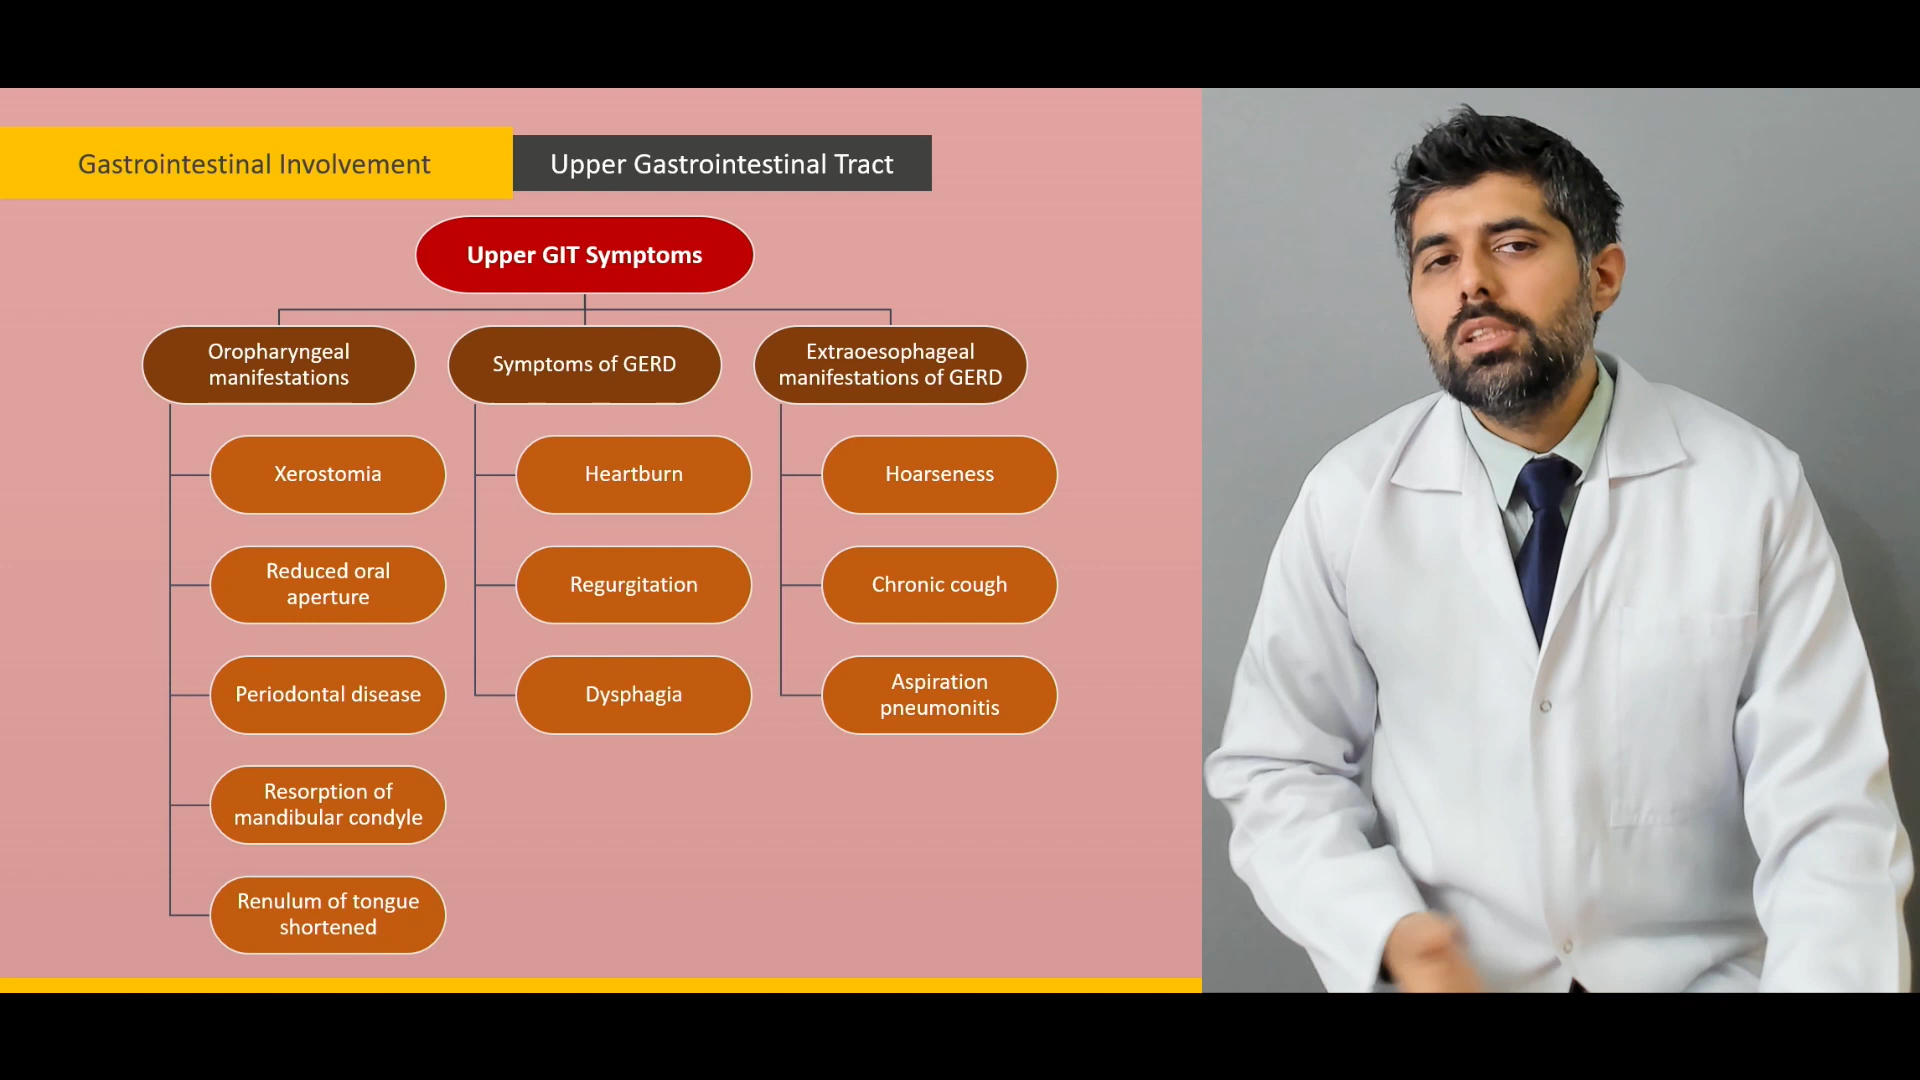 Gastrointestinal Involvement
Upper Gastrointestinal Tract
Upper GIT Symptoms
Oropharyngeal
manifestations
Xerostomia
Reduced oral
aperture
Periodontal disease
Resorption of
mandibular condyle
Renulum of tongue
shortened
Symptoms of GERD
Heartburn
Regurgitation
Dysphagia
Extraoesophageal
manifestations of GERD
Hoarseness
Chronic cough
Aspiration
pneumonitis